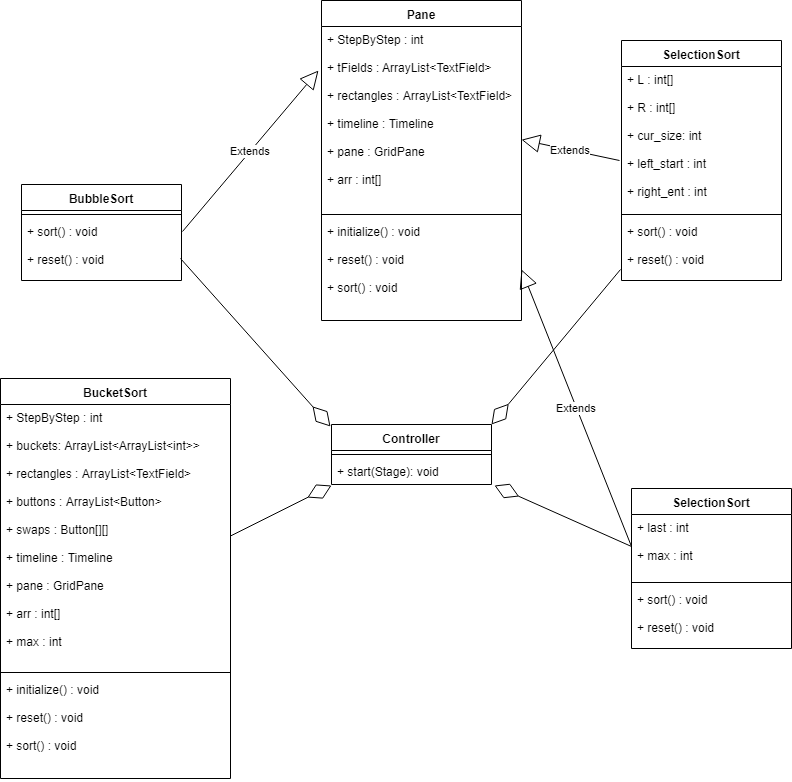 Pane
+ StepByStep : int
+ tFields : ArrayList<TextField>
+ rectangles : ArrayList<TextField>
+ timeline : Timeline
+ pane : GridPane
+ arr : int[]
+ initialize() : void
+ reset() : void
+ sort() : void
SelectionSort
+ L : int[]
+ R : int[]
+ cur_size: int
+ left_start : int
+ right_ent : int
+ sort() : void
+ reset() : void
Extends
Extends
BubbleSort
+ sort() : void
+ reset() : void
Extends
BucketSort
+ StepByStep : int
+ buckets: ArrayList<ArrayList<int>>
+ rectangles : ArrayList<TextField>
+ buttons : ArrayList<Button>
+ swaps : Button[][]
+ timeline : Timeline
+ pane : GridPane
+ arr : int[]
+ max : int
+ initialize() : void
+ reset() : void
+ sort() : void
Controller
+ start(Stage): void
SelectionSort
+ last : int
+ max : int
+ sort() : void
+ reset() : void